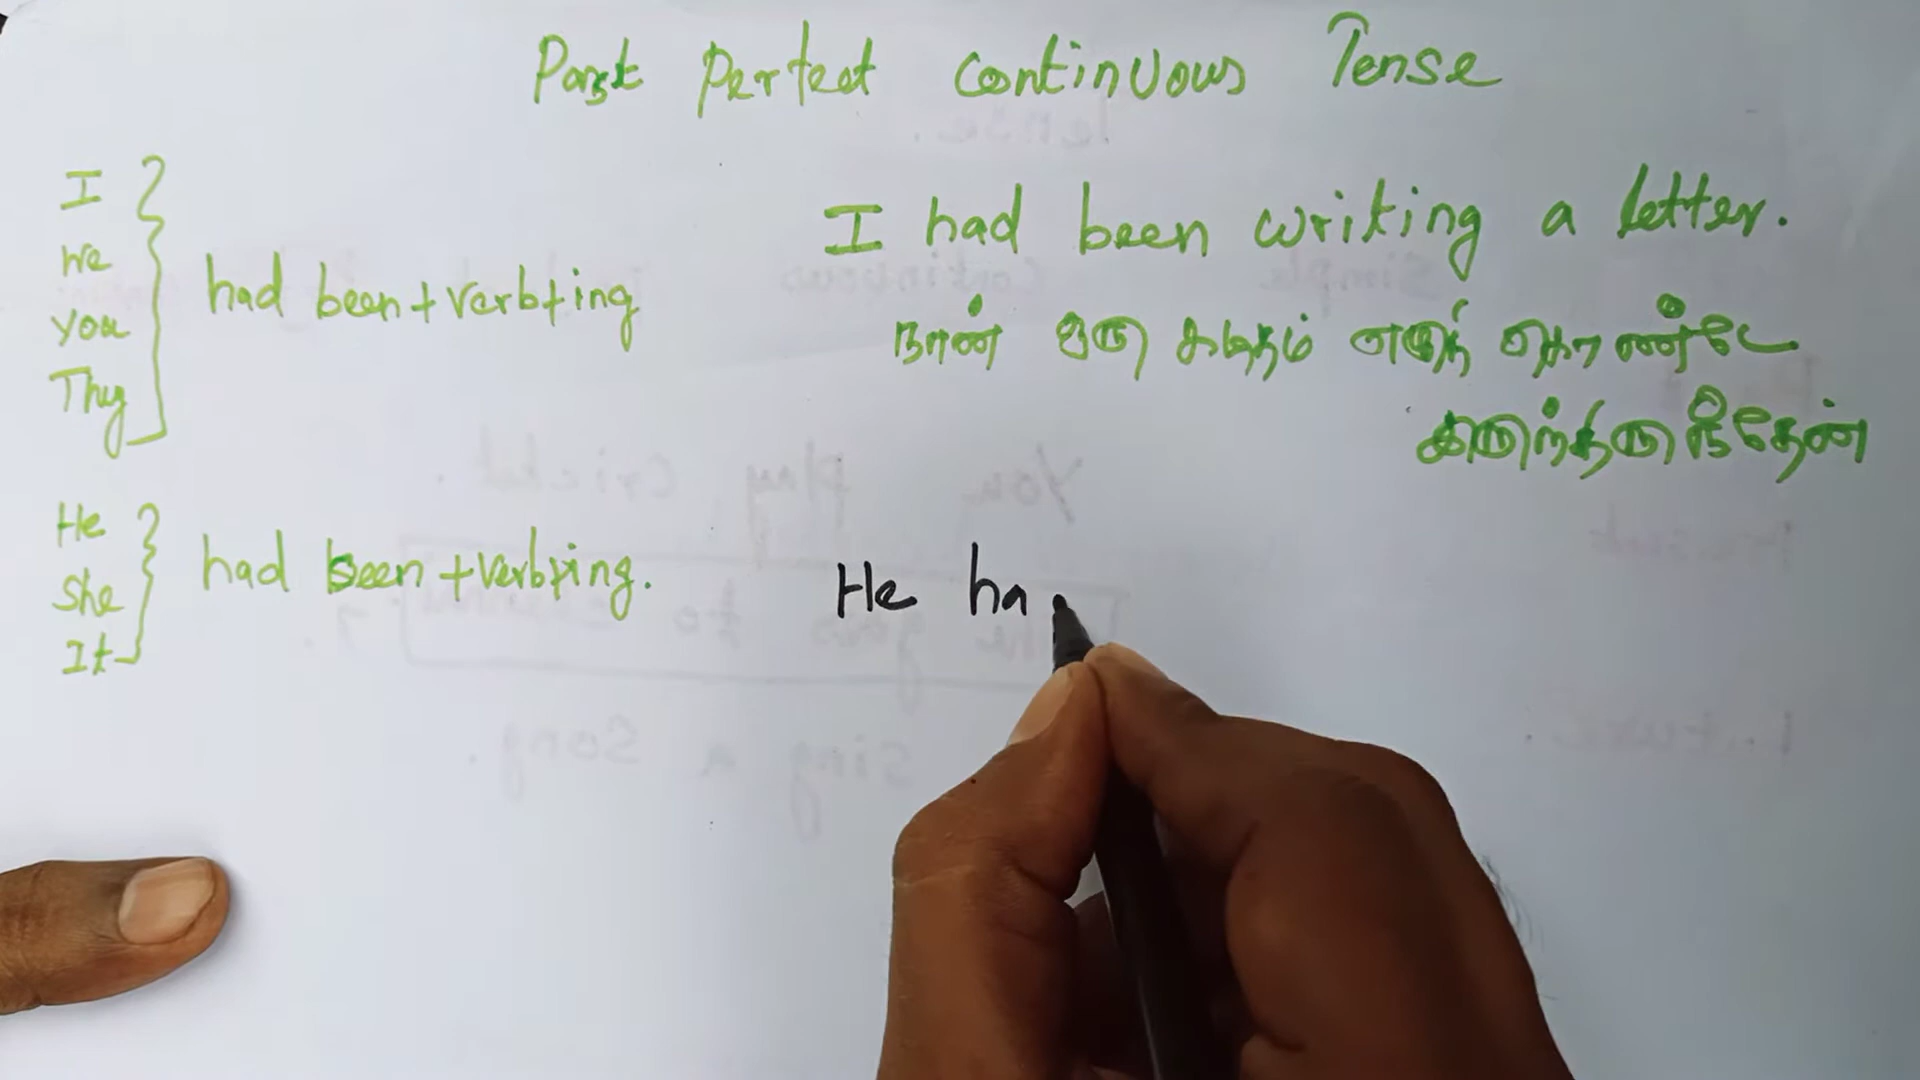 Past Perfect continuous Tense
I
we
you
They
had been+verb+ing
I had been writing a letter.
நான் ஒரு கடிதம் எழுதி கொண்டே
He
She
It
had been+verb+ing.
He ha